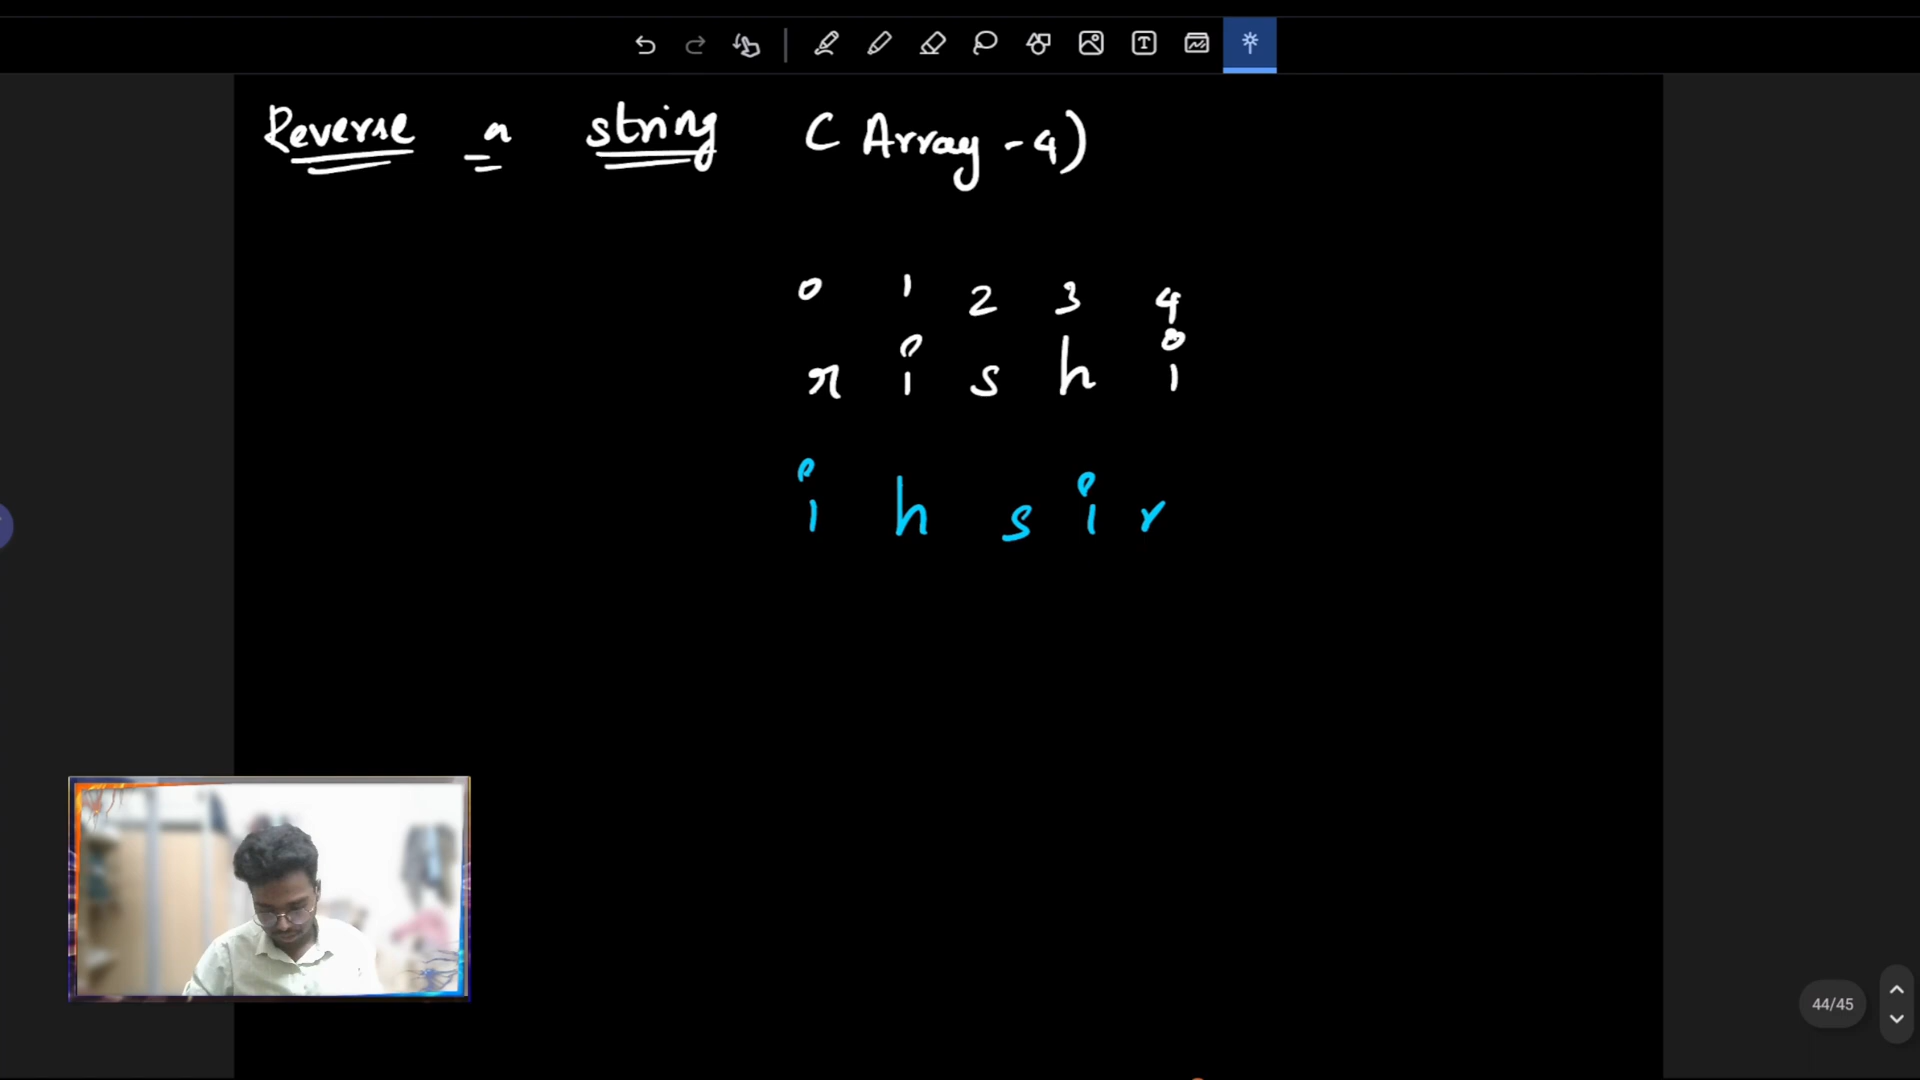 Reverse a string (Array - 4)
0 1 2 3 4
r i s h i
i h s i r
44/45